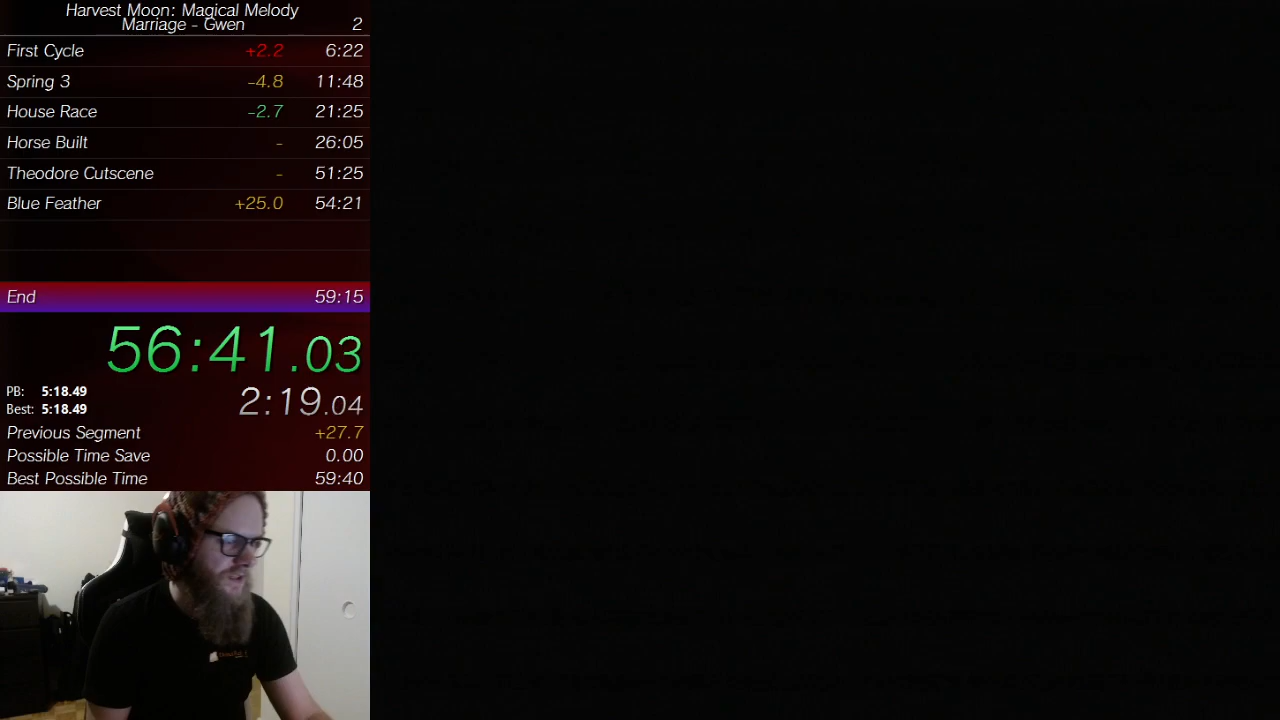 Harvest Moon: Magical Melody
Marriage - Gwen 2
First Cycle +2.2 6:22
Spring 3 -4.8 11:48
House Race -2.7 21:25
Horse Built - 26:05
Theodore Cutscene - 51:25
Blue Feather +25.0 54:21
End 59:15
56:41.03
PB: 5:18.49
2:19.04
Best: 5:18.49
Previous Segment +27.7
Possible Time Save 0.00
Best Possible Time 59:40